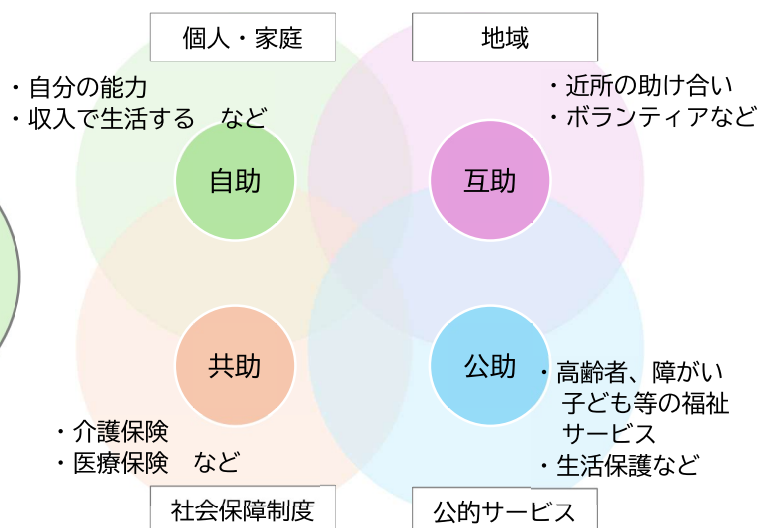 個人・家庭
地域
・自分の能力
・収入で生活する　など
・近所の助け合い
・ボランティアなど
自助
互助
共助
公助
・高齢者、障がい
子ども等の福祉
サービス
・生活保護など
・介護保険
・医療保険　など
社会保障制度
公的サービス